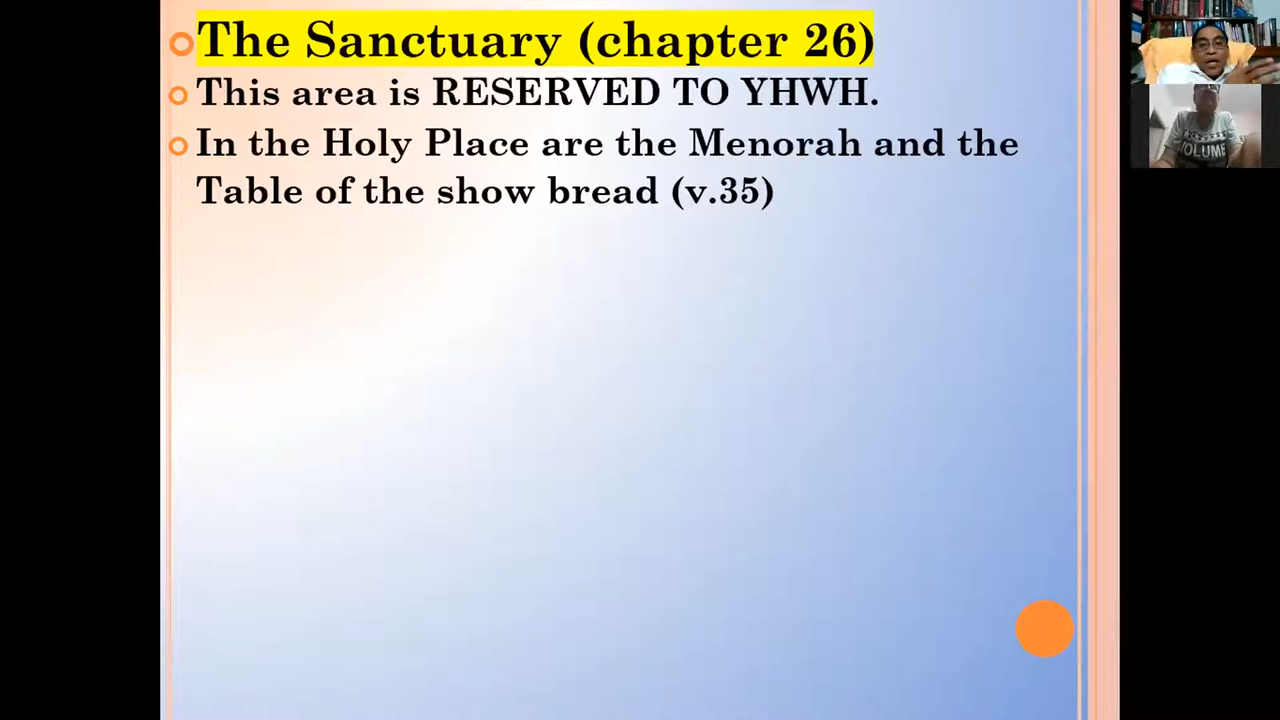 The Sanctuary (chapter 26)
This area is RESERVED TO YHWH.
In the Holy Place are the Menorah and the
Table of the show bread (v.35)
VOLUME